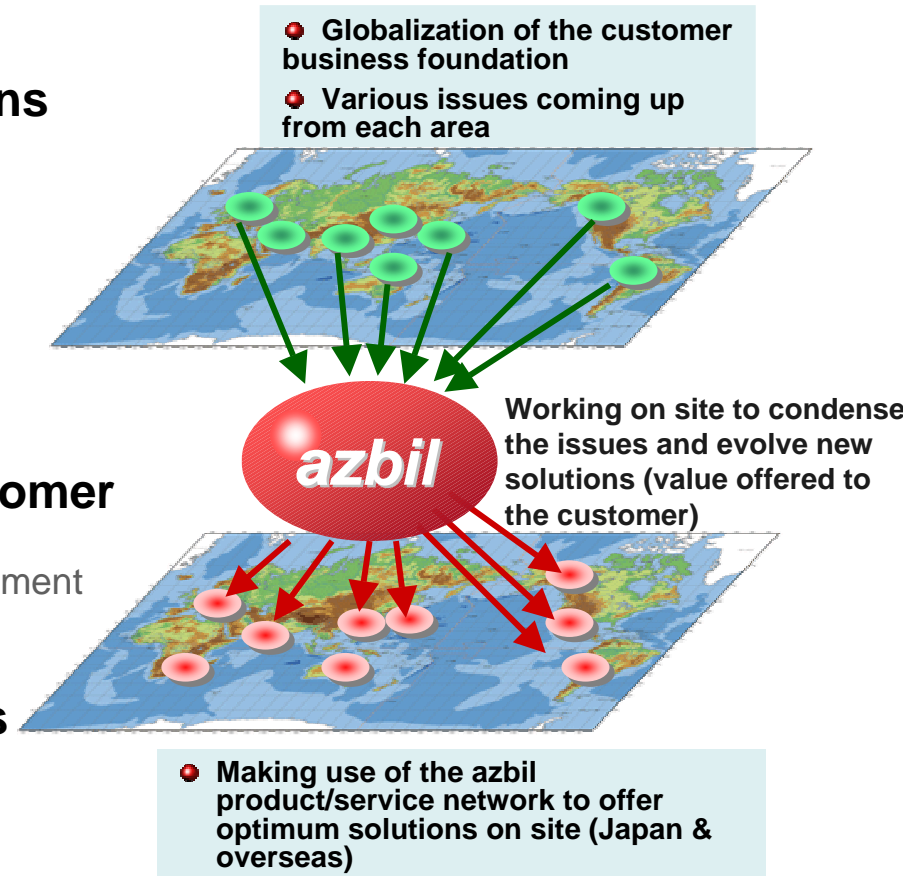 Globalization of the customer
business foundation
Various issues coming up
from each area
ns
azbil
Working on site to condense
the issues and evolve new
solutions (value offered to
the customer)
tomer
ment
s
Making use of the azbil
product/service network to offer
optimum solutions on site (Japan &
overseas)